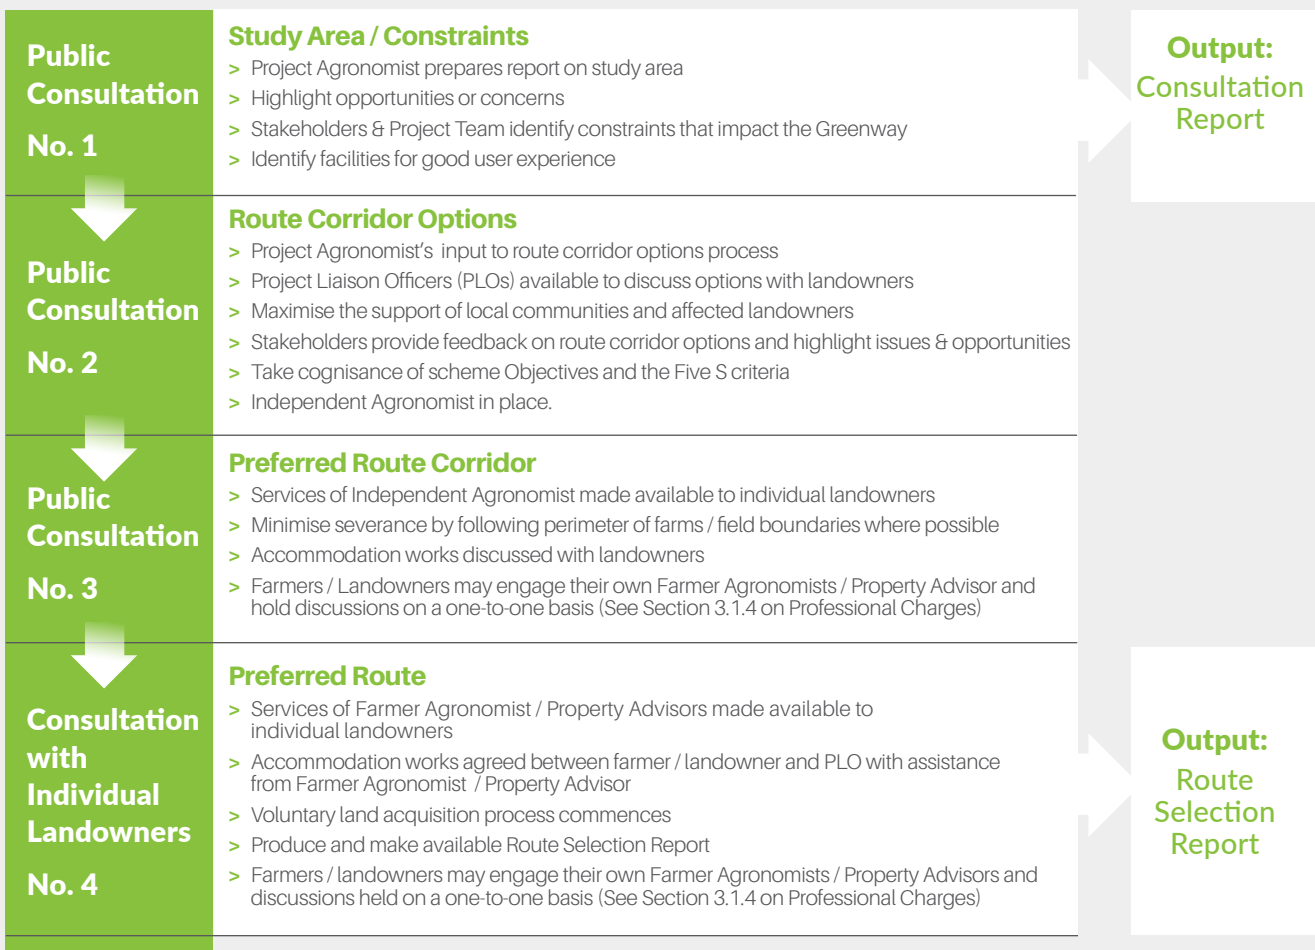 Public
Consultation
No. 1
Study Area / Constraints
> Project Agronomist prepares report on study area
> Highlight opportunities or concerns
> Stakeholders & Project Team identify constraints that impact the Greenway
> Identify facilities for good user experience
Output:
Consultation
Report
Public
Consultation
No. 2
Route Corridor Options
> Project Agronomist's input to route corridor options process
> Project Liaison Officers (PLOs) available to discuss options with landowners
> Maximise the support of local communities and affected landowners
> Stakeholders provide feedback on route corridor options and highlight issues & opportunities
> Take cognisance of scheme Objectives and the Five S criteria
> Independent Agronomist in place.
Public
Consultation
No. 3
Preferred Route Corridor
> Services of Independent Agronomist made available to individual landowners
> Minimise severance by following perimeter of farms / field boundaries where possible
> Accommodation works discussed with landowners
> Farmers / Landowners may engage their own Farmer Agronomists / Property Advisor and
hold discussions on a one-to-one basis (See Section 3.1.4 on Professional Charges)
Consultation
with
Individual
Landowners
No. 4
Preferred Route
> Services of Farmer Agronomist / Property Advisors made available to
individual landowners
> Accommodation works agreed between farmer / landowner and PLO with assistance
from Farmer Agronomist / Property Advisor
> Voluntary land acquisition process commences
> Produce and make available Route Selection Report
> Farmers / landowners may engage their own Farmer Agronomists / Property Advisors and
discussions held on a one-to-one basis (See Section 3.1.4 on Professional Charges)
Output:
Route
Selection
Report